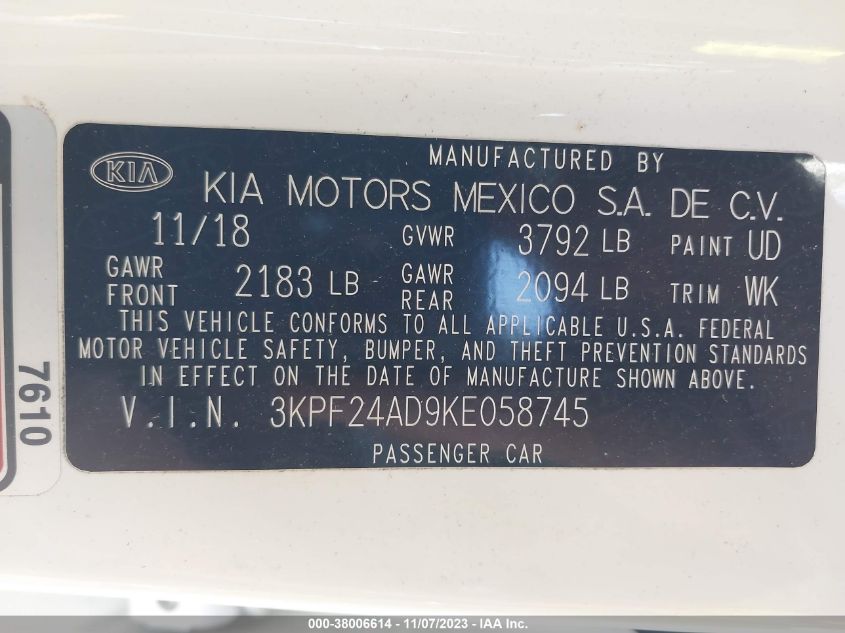 MANUFACTURED BY
KIA KIA MOTORS MEXICO S.A. DE C.V.
11/18 GVWR 3792 LB PAINT UD
GAWR FRONT 2183 LB GAWR REAR 2094 LB TRIM WK
THIS VEHICLE CONFORMS TO ALL APPLICABLE U.S.A. FEDERAL
MOTOR VEHICLE SAFETY, BUMPER, AND THEFT PREVENTION STANDARDS
IN EFFECT ON THE DATE OF MANUFACTURE SHOWN ABOVE.
V.I.N. 3KPF24AD9KE058745
PASSENGER CAR
7610
000-38006614 - 11/07/2023 - IAA Inc.